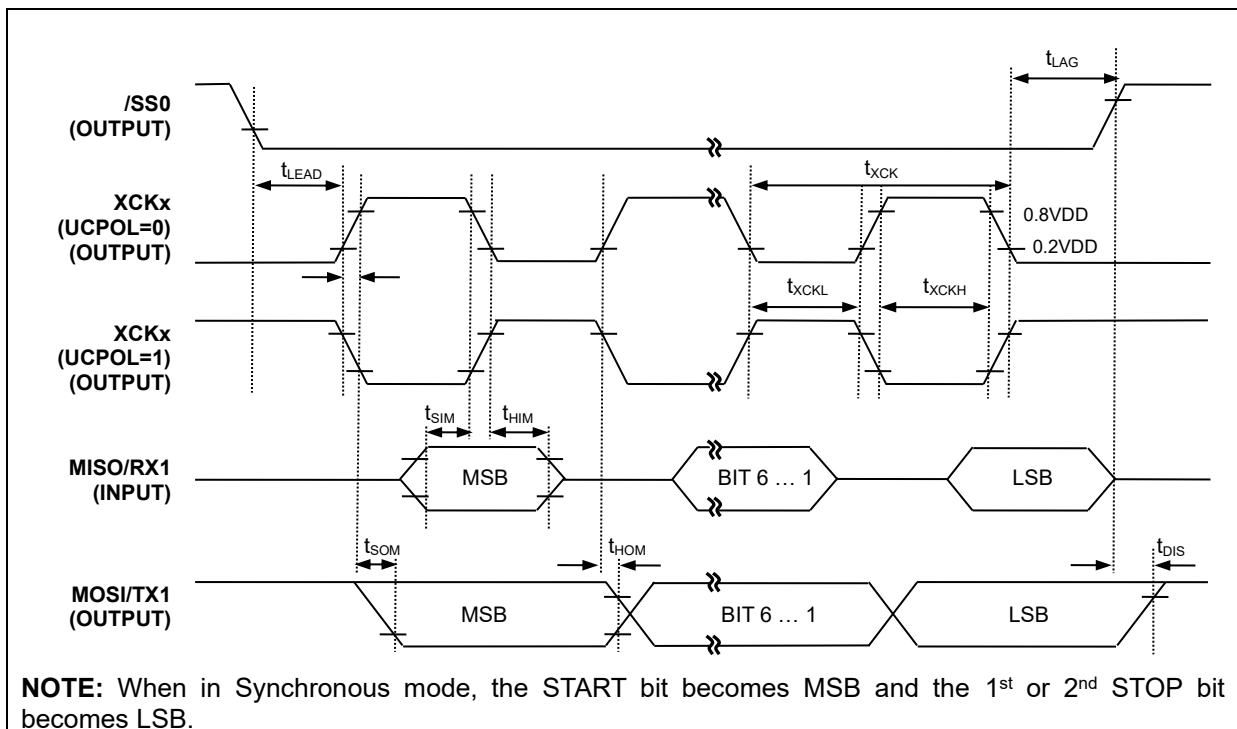 tLAG
/SS0
(OUTPUT)
tLEAD
tXCK
XCKx
(UCPOL=0)
(OUTPUT)
0.8VDD
0.2VDD
tXCKL
tXCKH
XCKx
(UCPOL=1)
(OUTPUT)
tSIM
tHIM
MISO/RX1
(INPUT)
MSB
BIT 6 … 1
LSB
tSOM
tHOM
tDIS
MOSI/TX1
(OUTPUT)
MSB
BIT 6 … 1
LSB
NOTE: When in Synchronous mode, the START bit becomes MSB and the 1st or 2nd STOP bit
becomes LSB.